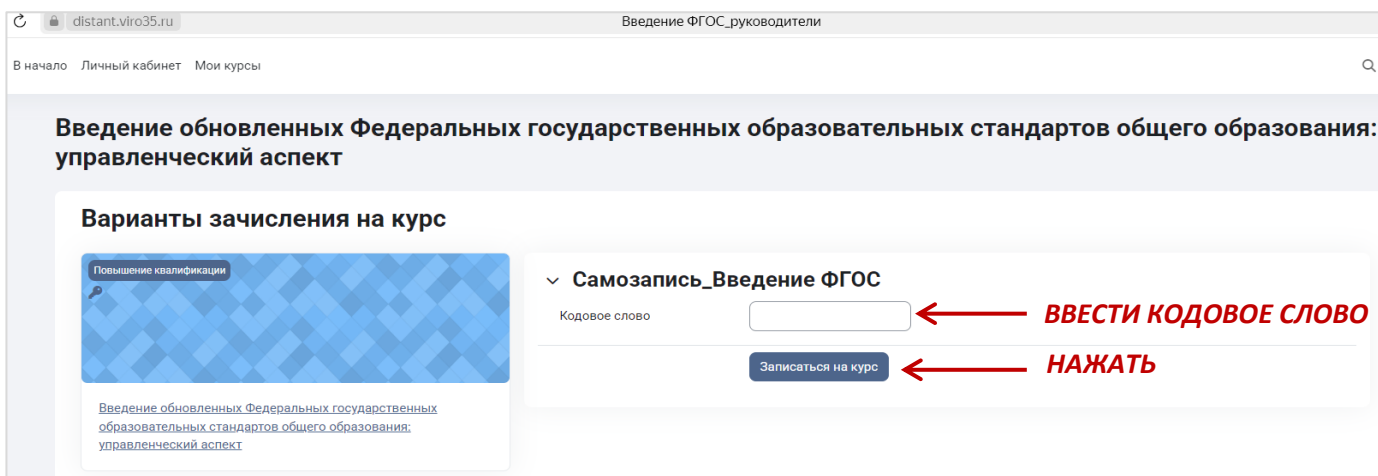 distant.viro35.ru Введение ФГОС_руководители
В начало Личный кабинет Мои курсы
Введение обновленных Федеральных государственных образовательных стандартов общего образования:
управленческий аспект
Варианты зачисления на курс
Повышение квалификации
Введение обновленных Федеральных государственных
образовательных стандартов общего образования:
управленческий аспект
Самозапись_Введение ФГОС
Кодовое слово
ВВЕСТИ КОДОВОЕ СЛОВО
Записаться на курс
НАЖАТЬ